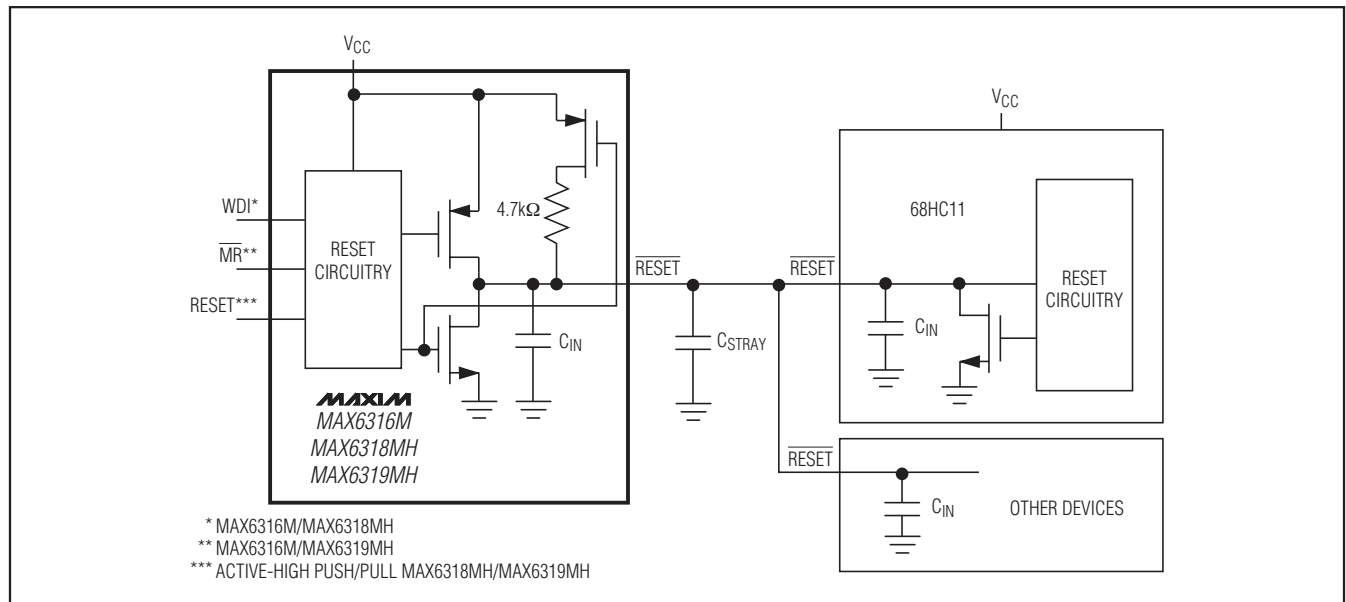 VCC
VCC
WDI*
MR**
RESET***
RESET
CIRCUITRY
4.7kΩ
CIN
MAXIM
MAX6316M
MAX6318MH
MAX6319MH
RESET
CSTRAY
RESET
68HC11
CIN
RESET
CIRCUITRY
RESET
CIN
OTHER DEVICES
* MAX6316M/MAX6318MH
** MAX6316M/MAX6319MH
*** ACTIVE-HIGH PUSH/PULL MAX6318MH/MAX6319MH